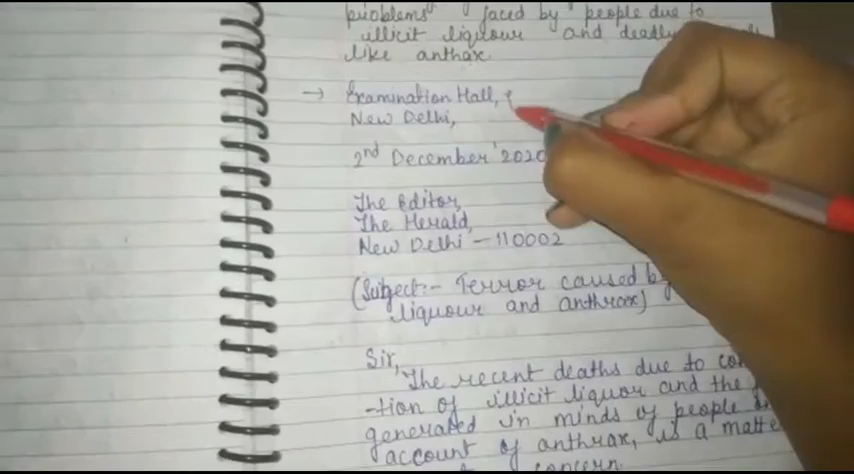 problems faced by people due to
illicit liquour and deadly
like anthax.
→ Examination Hall,
New Delhi,
2nd December' 2020
The Editor,
The Herald,
New Delhi - 110002
(Subject:- Terror caused by
liquour and anthrax)
Sir,
The recent deaths due to
-tion of illicit liquor and the
generated in minds of people
account of anthrax, is a
concern.